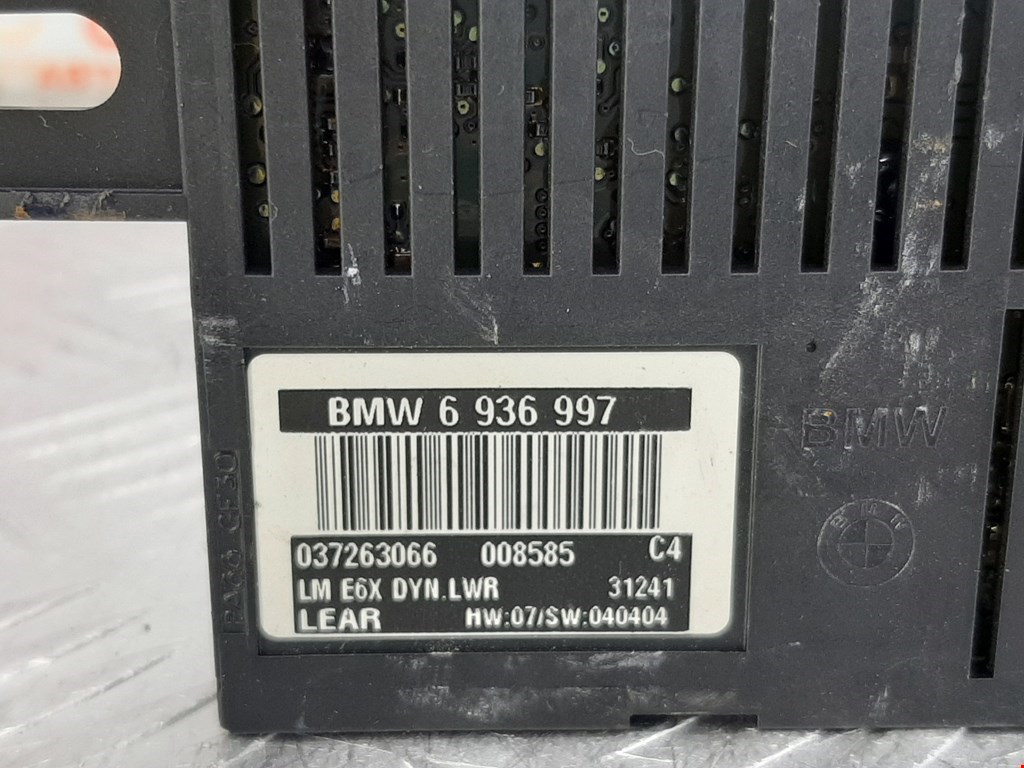 BMW 6 936 997
037263066 008585 C4
LM E6X DYN.LWR 31241
LEAR HW:07/SW:040404
BMW
BMW
PA66 GF30